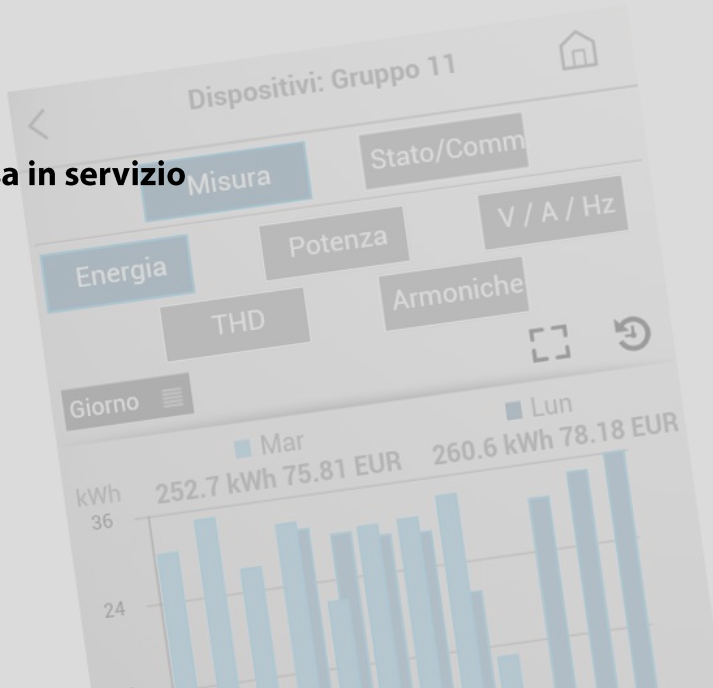 Dispositivi: Gruppo 11
a in servizio
Misura
Stato/Comm
Energia
Potenza
V / A / Hz
THD
Armoniche
Giorno
Mar
Lun
252.7 kWh 75.81 EUR
260.6 kWh 78.18 EUR
kWh
36
24